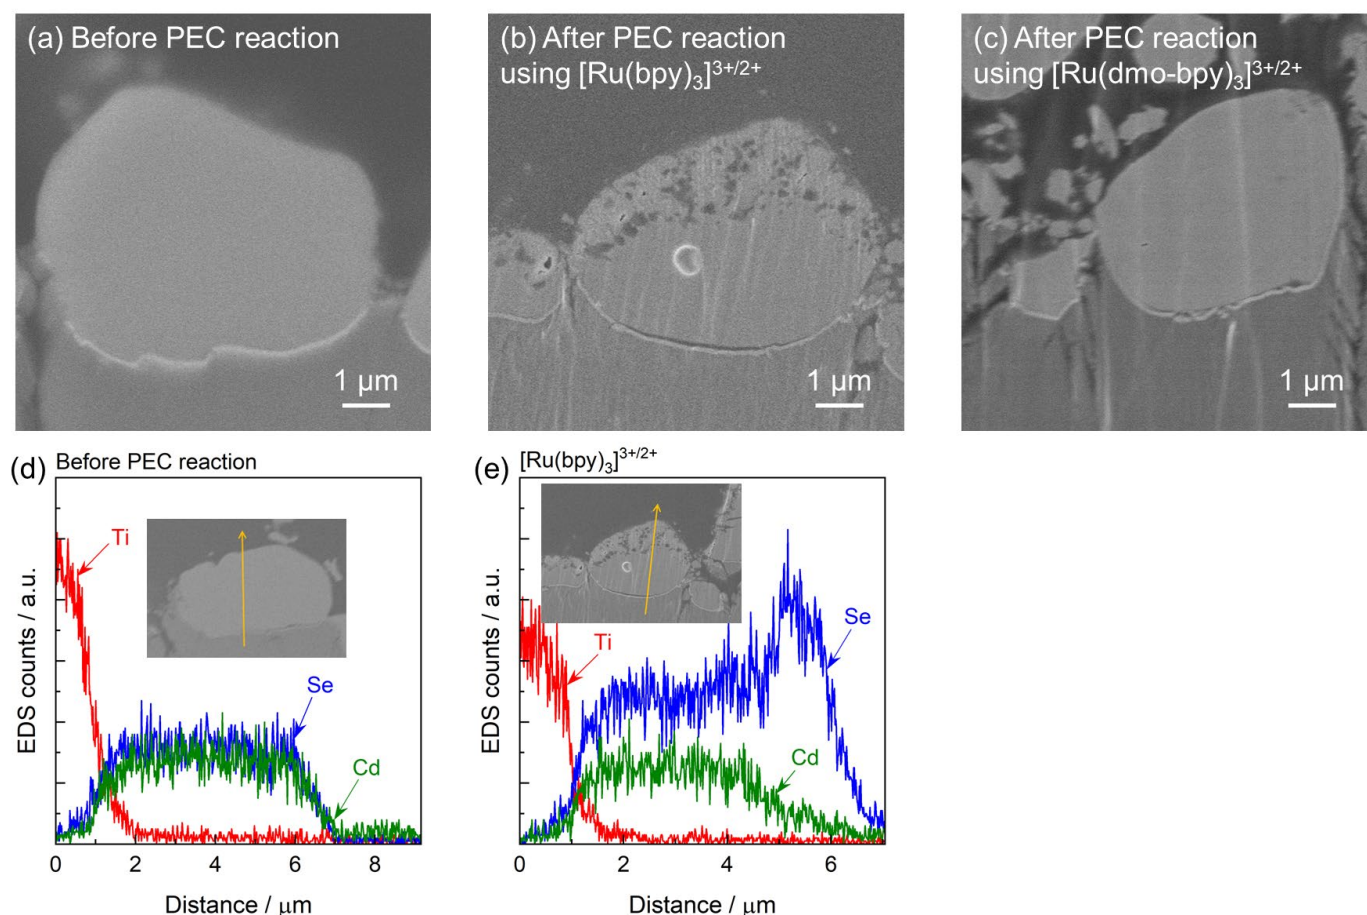 (a) Before PEC reaction
1 μm
(b) After PEC reaction
using [Ru(bpy)₃]³⁺/²⁺
1 μm
(c) After PEC reaction
using [Ru(dmo-bpy)₃]³⁺/²⁺
1 μm
(d) Before PEC reaction
EDS counts / a.u.
Ti
Se
Cd
0 2 4 6 8
Distance / μm
(e) [Ru(bpy)₃]³⁺/²⁺
EDS counts / a.u.
Ti
Se
Cd
0 2 4 6
Distance / μm